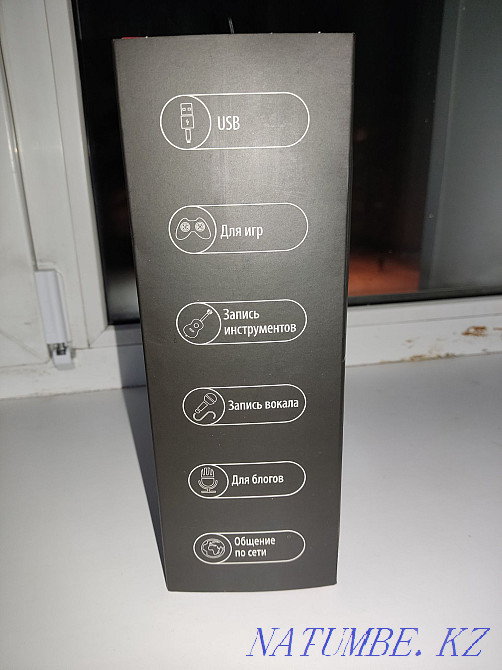 USB
Для игр
Запись
инструментов
Запись вокала
Для блогов
Общение
по сети
NATUMBE. KZ